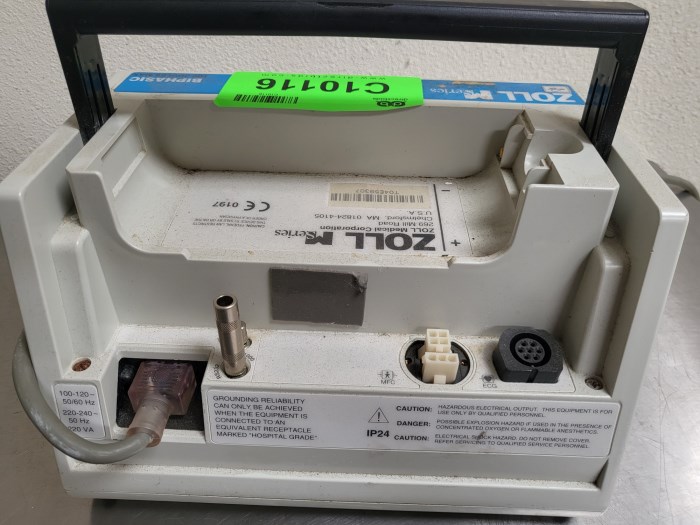 ZOLL M Series
BIPHASIC
C10116
ZOLL M Series
ZOLL Medical Corporation
269 Mill Road
Chelmsford, MA 01824-4105
U.S.A.
CE 0197
+
−
MFC
ECG
100-120~
50/60 Hz
220-240~
50 Hz
GROUNDING RELIABILITY
CAN ONLY BE ACHIEVED
WHEN THE EQUIPMENT IS
CONNECTED TO AN
EQUIVALENT RECEPTACLE
MARKED "HOSPITAL GRADE"
IP24
CAUTION: HAZARDOUS ELECTRICAL OUTPUT. THIS EQUIPMENT IS FOR
USE ONLY BY QUALIFIED PERSONNEL.
DANGER: POSSIBLE EXPLOSION HAZARD IF USED IN THE PRESENCE OF
CONCENTRATED OXYGEN OR FLAMMABLE ANESTHETICS.
CAUTION: ELECTRICAL SHOCK HAZARD. DO NOT REMOVE COVER.
REFER SERVICING TO QUALIFIED SERVICE PERSONNEL.